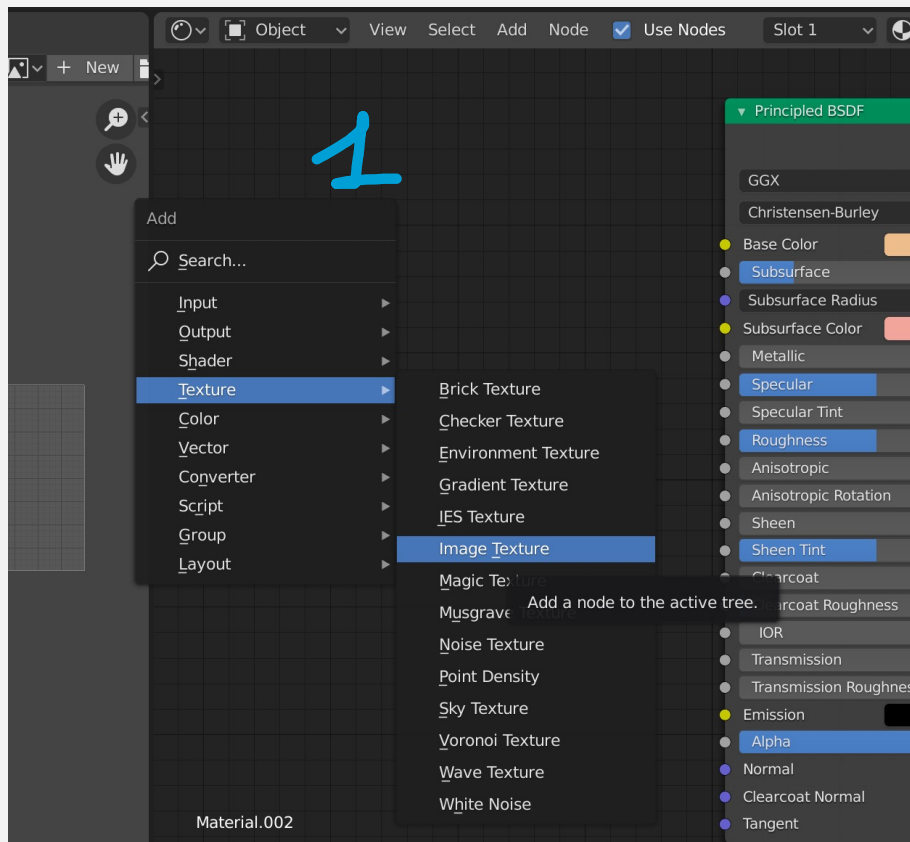 Object View Select Add Node Use Nodes Slot 1
+ New
1
Principled BSDF
GGX
Christensen-Burley
Base Color
Subsurface
Subsurface Radius
Subsurface Color
Metallic
Specular
Specular Tint
Roughness
Anisotropic
Anisotropic Rotation
Sheen
Sheen Tint
Clearcoat
Clearcoat Roughness
IOR
Transmission
Transmission Roughnes
Emission
Alpha
Normal
Clearcoat Normal
Tangent
Add
Search...
Input
Output
Shader
Texture
Color
Vector
Converter
Script
Group
Layout
Brick Texture
Checker Texture
Environment Texture
Gradient Texture
IES Texture
Image Texture
Magic Texture
Musgrave Texture
Noise Texture
Point Density
Sky Texture
Voronoi Texture
Wave Texture
White Noise
Add a node to the active tree.
Material.002